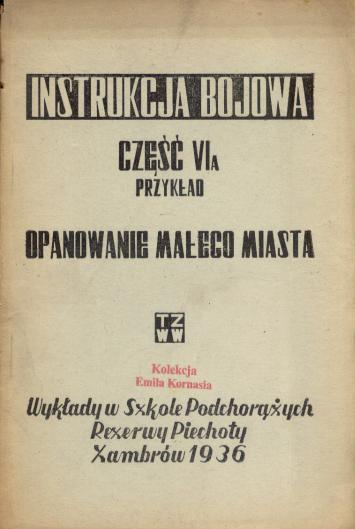 INSTRUKCJA BOJOWA
CZĘŚĆ VIA
PRZYKŁAD
OPANOWANIE MAŁEGO MIASTA
TZ
WW
Kolekcja
Emila Kornasia
Wykłady w Szkole Podchorążych
Rezerwy Piechoty
Zambrów 1936